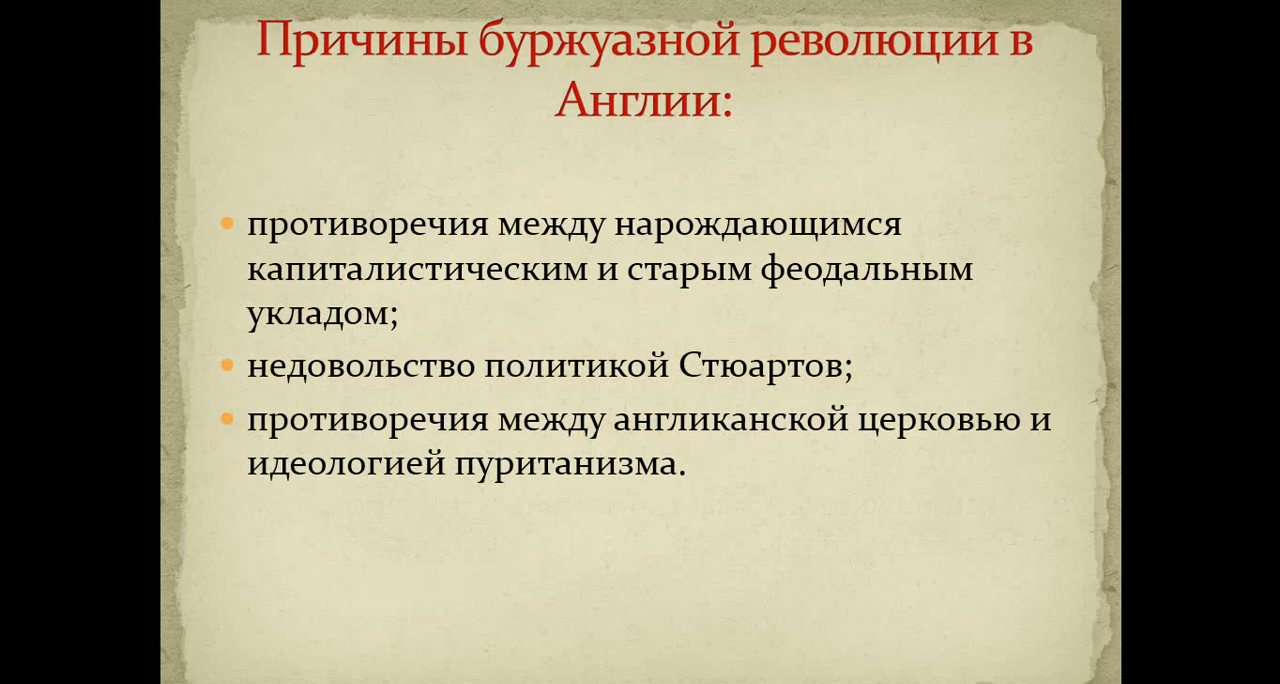 Причины буржуазной революции в
Англии:
• противоречия между нарождающимся
капиталистическим и старым феодальным
укладом;
• недовольство политикой Стюартов;
• противоречия между англиканской церковью и
идеологией пуританизма.